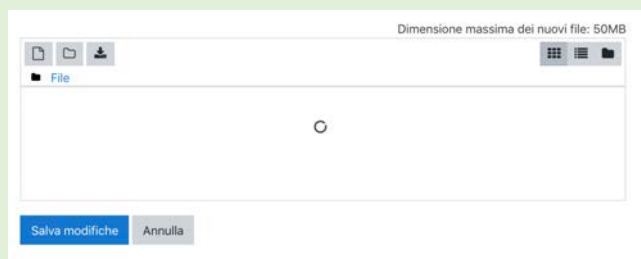 Dimensione massima dei nuovi file: 50MB
File
Salva modifiche Annulla